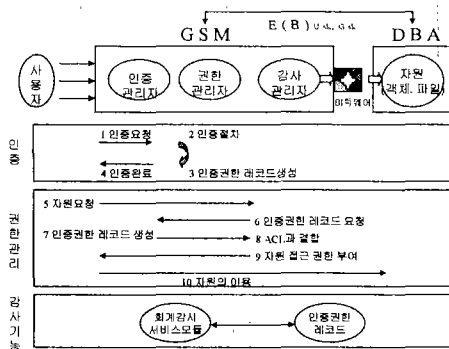 E ( B ) U sk, G sk
G S M
D B A
사용자
인증
관리자
권한
관리자
감사
관리자
미들웨어
자원
(객체, 파일)
인증
1 인증요청
2 인증절차
4 인증완료
3 인증권한레코드생성
권한관리
5 자원요청
6 인증권한 레코드 요청
7 인증권한 레코드 생성
8 ACL과 결합
9 자원 접근 권한 부여
10 자원의 이용
감사기능
회계감사
서비스모듈
인증권한
레코드